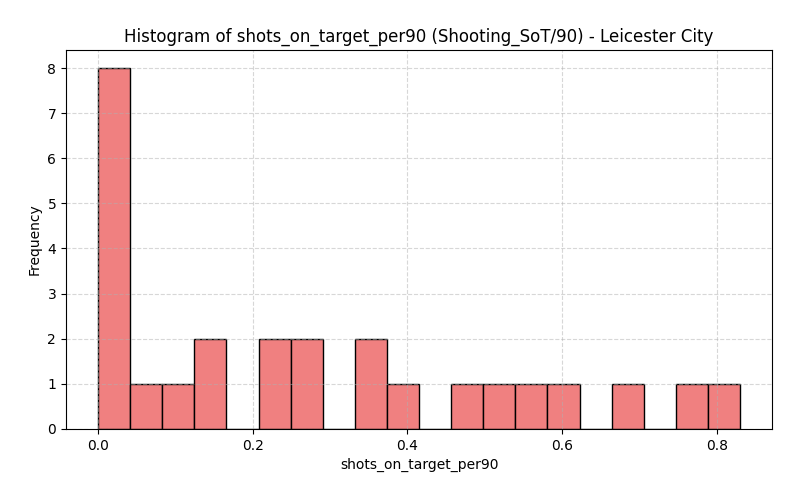 Histogram of shots_on_target_per90 (Shooting_SoT/90) - Leicester City
8
7
6
5
4
3
2
1
0
Frequency
0.0 0.2 0.4 0.6 0.8
shots_on_target_per90